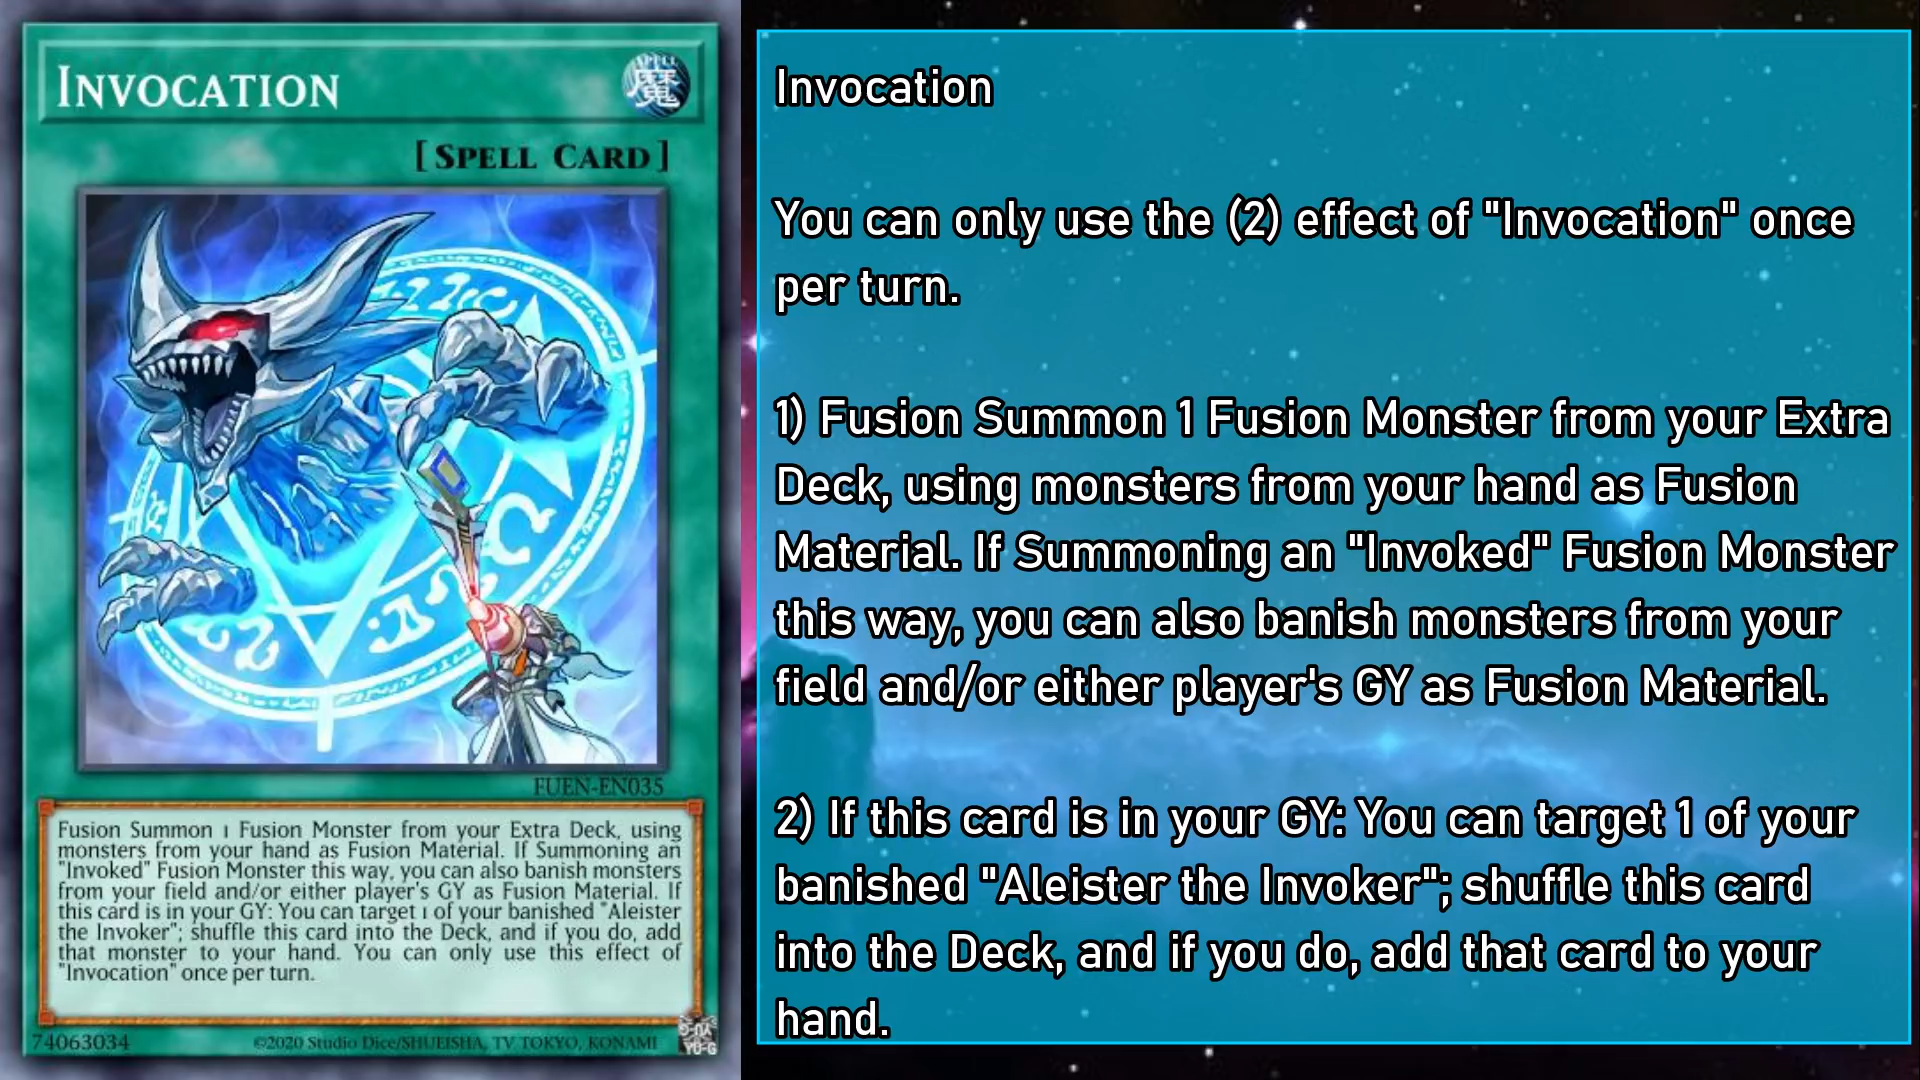 INVOCATION
SPELL
魔
[SPELL CARD]
FUEN-EN035
Fusion Summon 1 Fusion Monster from your Extra Deck, using
monsters from your hand as Fusion Material. If Summoning an
"Invoked" Fusion Monster this way, you can also banish monsters
from your field and/or either player's GY as Fusion Material. If
this card is in your GY: You can target 1 of your banished "Aleister
the Invoker"; shuffle this card into the Deck, and if you do, add
that monster to your hand. You can only use this effect of
"Invocation" once per turn.
74063034
©2020 Studio Dice/SHUEISHA, TV TOKYO, KONAMI
Invocation
You can only use the (2) effect of "Invocation" once
per turn.
1) Fusion Summon 1 Fusion Monster from your Extra
Deck, using monsters from your hand as Fusion
Material. If Summoning an "Invoked" Fusion Monster
this way, you can also banish monsters from your
field and/or either player's GY as Fusion Material.
2) If this card is in your GY: You can target 1 of your
banished "Aleister the Invoker"; shuffle this card
into the Deck, and if you do, add that card to your
hand.